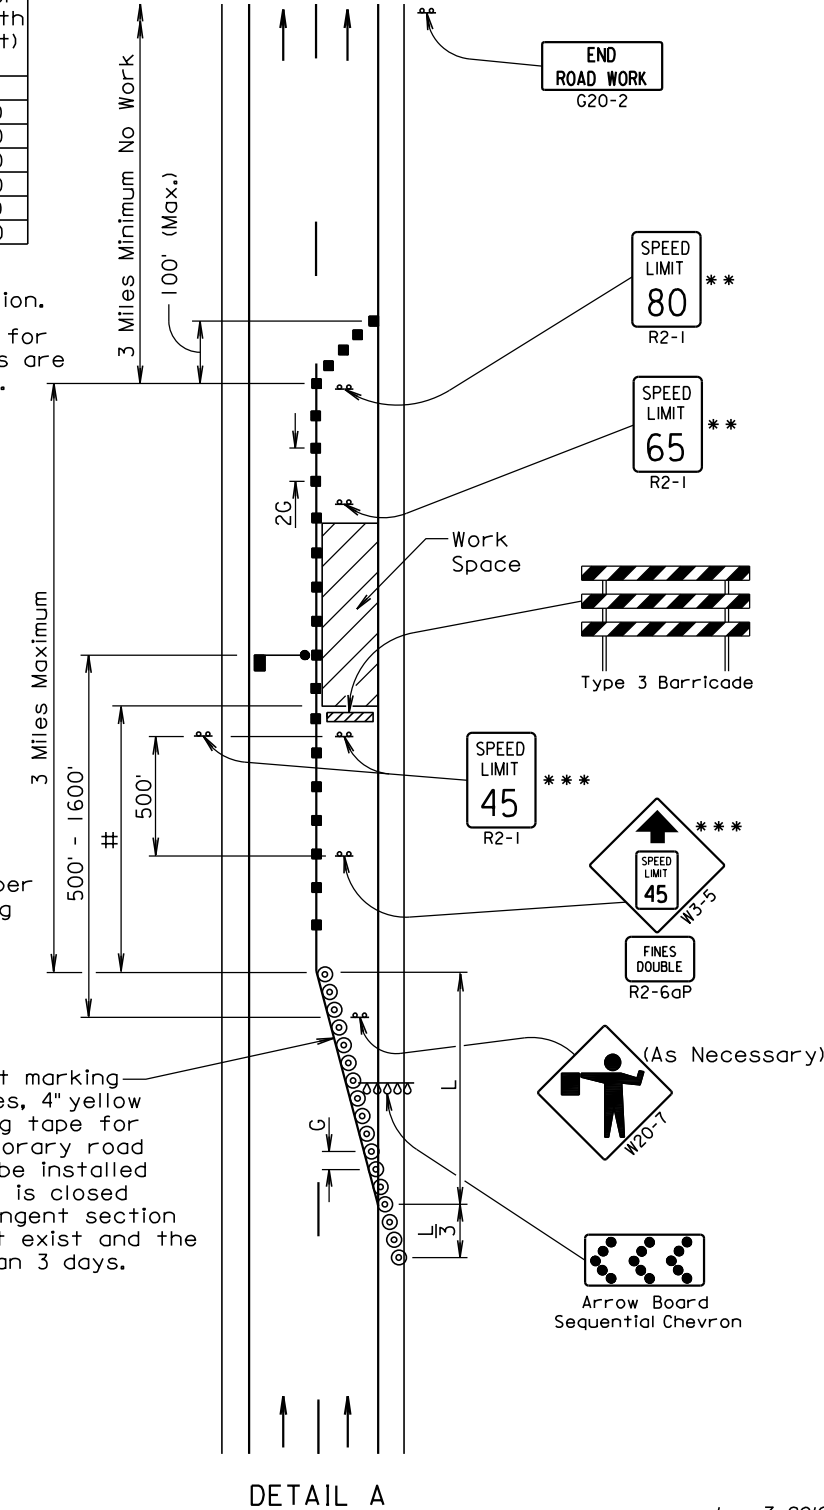 th
t)
ion.
for
s are
.
3 Miles Minimum No Work
100' (Max.)
END
ROAD WORK
G20-2
SPEED
LIMIT
80
**
R2-1
SPEED
LIMIT
65
**
R2-1
2G
Work
Space
Type 3 Barricade
3 Miles Maximum
500' - 1600'
#
500'
SPEED
LIMIT
45
***
R2-1
SPEED
LIMIT
45
***
W3-5
FINES
DOUBLE
R2-6aP
per
g
(As Necessary)
W20-7
L
G
L
3
t marking
es, 4" yellow
g tape for
porary road
be installed
is closed
ngent section
t exist and the
an 3 days.
Arrow Board
Sequential Chevron
DETAIL A